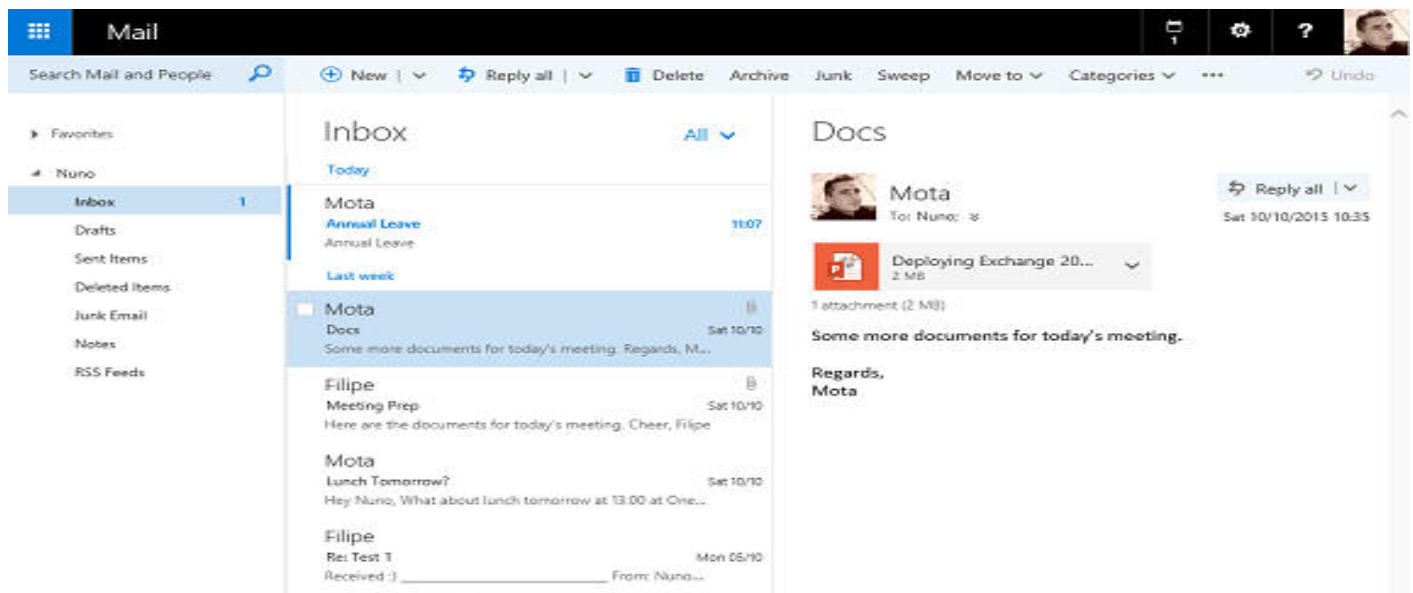 Mail
1
?
Search Mail and People
New
Reply all
Delete
Archive
Junk
Sweep
Move to
Categories
•••
Undo
Favorites
Nuno
Inbox 1
Drafts
Sent Items
Deleted Items
Junk Email
Notes
RSS Feeds
Inbox
All
Today
Mota
Annual Leave 11:07
Annual Leave
Last week
Mota
Docs Sat 10/10
Some more documents for today's meeting. Regards, M...
Filipe
Meeting Prep Sat 10/10
Here are the documents for today's meeting. Cheer, Filipe
Mota
Lunch Tomorrow? Sat 10/10
Hey Nuno, What about lunch tomorrow at 13:00 at One...
Filipe
Re: Test 1 Mon 05/10
Received :) ______________________________ From: Nuno...
Docs
Mota
To: Nuno;
Reply all
Sat 10/10/2015 10:35
Deploying Exchange 20...
2 MB
1 attachment (2 MB)
Some more documents for today's meeting.
Regards,
Mota